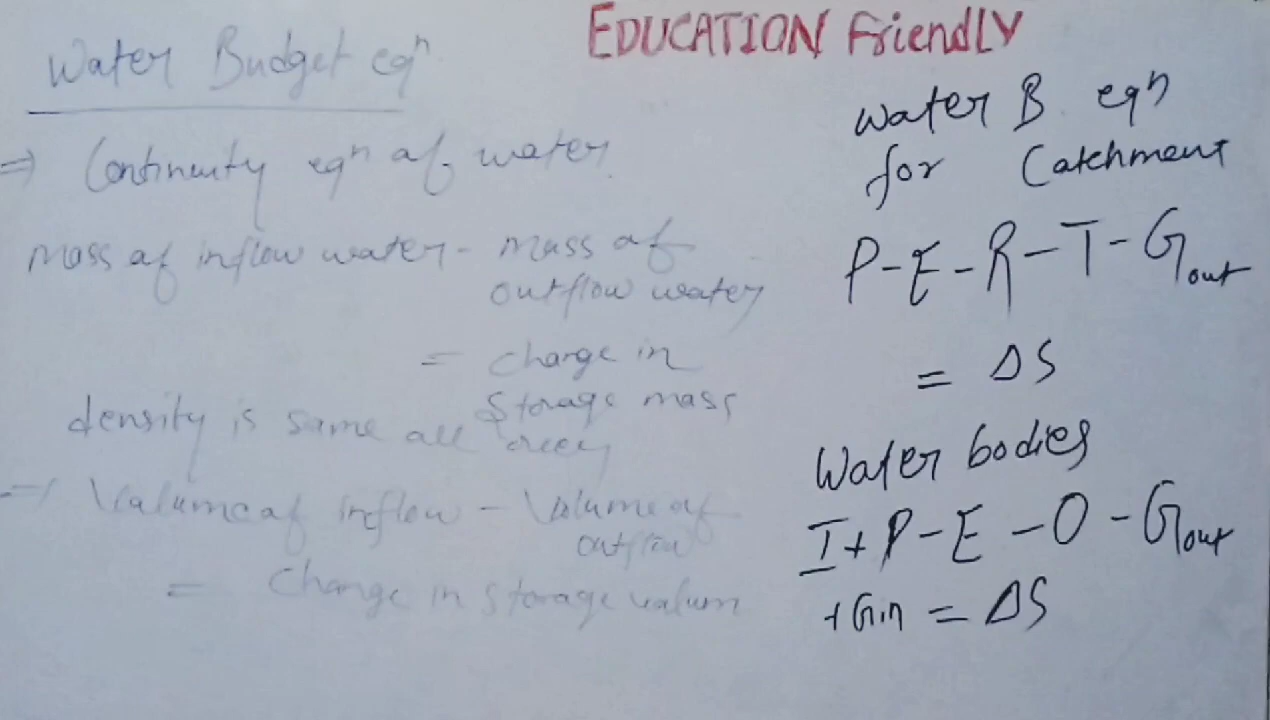 EDUCATION Friendly
Water Budget eqn
=> Continuity eqn of water.
Mass of inflow water - Mass of
outflow water
= change in
Storage mass
density is same all
=> Volume of inflow - Volume of
outflow
= Change in storage valum
water B. eqn
for Catchment
P-E-R-T-Gout
= ΔS
Water bodies
I+P-E-O-Gout
+Gin = ΔS